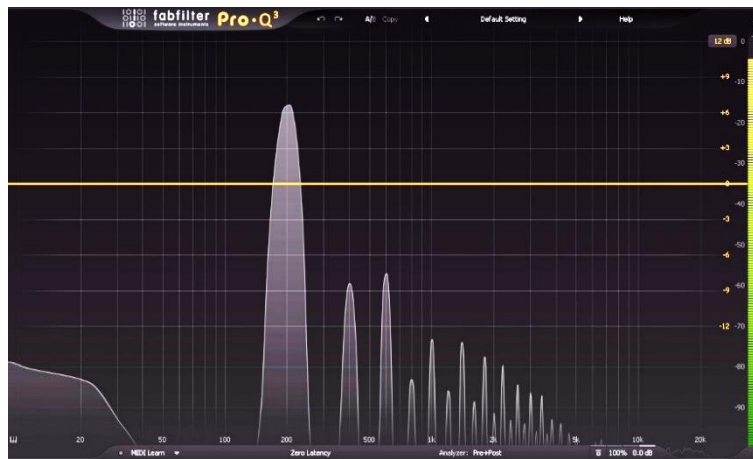 fabfilter Pro·Q3 A/B Copy Default Setting Help
software instruments
12 dB 0
+9 -10
+6 -20
+3 -30
0 -40
-3 -50
-6 -60
-9
-12 -70
-80
-90
20 50 100 200 500 1k 2k 5k 10k 20k
MIDI Learn Zero Latency Analyzer: Pre+Post 100% 0.0 dB